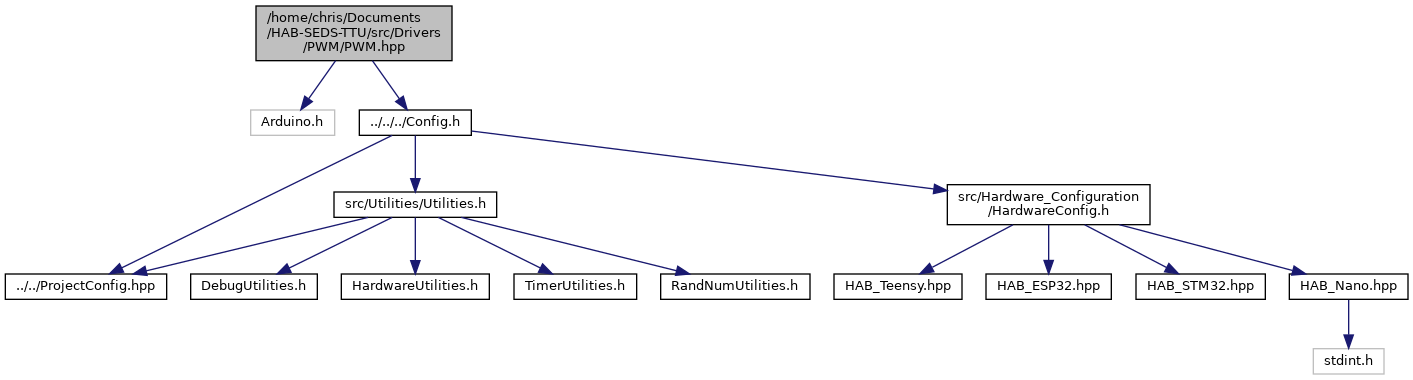 /home/chris/Documents
/HAB-SEDS-TTU/src/Drivers
/PWM/PWM.hpp
Arduino.h
../../../Config.h
src/Utilities/Utilities.h
src/Hardware_Configuration
/HardwareConfig.h
../../ProjectConfig.hpp
DebugUtilities.h
HardwareUtilities.h
TimerUtilities.h
RandNumUtilities.h
HAB_Teensy.hpp
HAB_ESP32.hpp
HAB_STM32.hpp
HAB_Nano.hpp
stdint.h